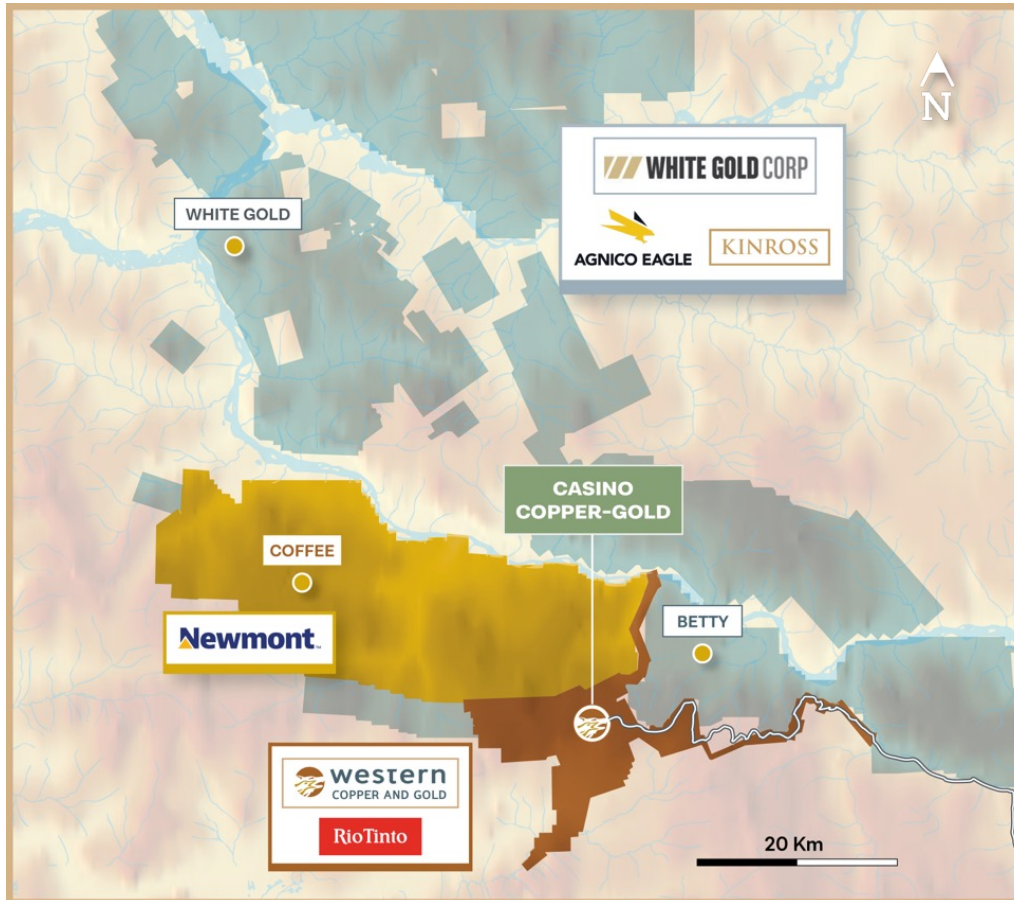 N
WHITE GOLD CORP
AGNICO EAGLE
KINROSS
WHITE GOLD
CASINO
COPPER-GOLD
COFFEE
Newmont™
BETTY
western
COPPER AND GOLD
RioTinto
20 Km